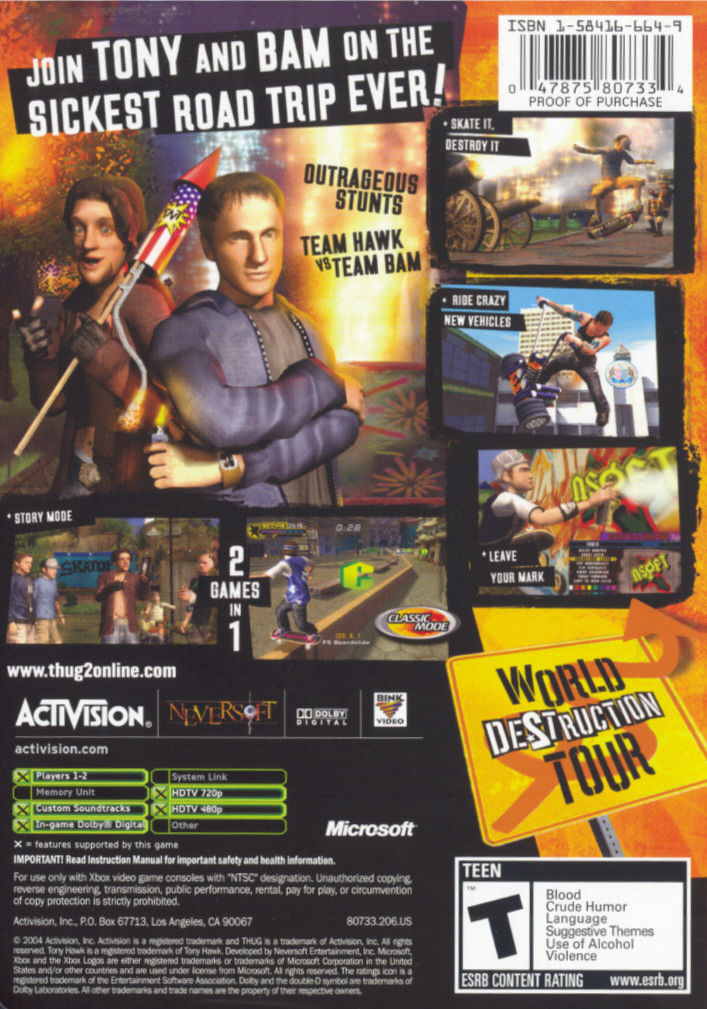 JOIN TONY AND BAM ON THE
SICKEST ROAD TRIP EVER!
ISBN 1-58416-664-9
0 47875 80733 4
PROOF OF PURCHASE
OUTRAGEOUS
STUNTS
TEAM HAWK
VS TEAM BAM
• SKATE IT,
DESTROY IT
• RIDE CRAZY
NEW VEHICLES
• LEAVE
YOUR MARK
NSOFT
NSOFT
• STORY MODE
SKATOPIA
2
GAMES
IN
1
0:28
FS Boardslide
CLASSIC
MODE
www.thug2online.com
ACTIVISION®
NEVERSOFT
DOLBY
DIGITAL
BINK
VIDEO
activision.com
Players 1-2
System Link
Memory Unit
HDTV 720p
Custom Soundtracks
HDTV 480p
In-game Dolby® Digital
Other
X = features supported by this game
Microsoft®
WORLD
DESTRUCTION
TOUR
IMPORTANT! Read Instruction Manual for important safety and health information.
For use only with Xbox video game consoles with "NTSC" designation. Unauthorized copying,
reverse engineering, transmission, public performance, rental, pay for play, or circumvention
of copy protection is strictly prohibited.
Activision, Inc., P.O. Box 67713, Los Angeles, CA 90067
80733.206.US
© 2004 Activision, Inc. Activision is a registered trademark and THUG is a trademark of Activision, Inc. All rights
reserved. Tony Hawk is a registered trademark of Tony Hawk. Developed by Neversoft Entertainment, Inc. Microsoft,
Xbox and the Xbox Logos are either registered trademarks or trademarks of Microsoft Corporation in the United
States and/or other countries and are used under license from Microsoft. All rights reserved. The ratings icon is a
registered trademark of the Entertainment Software Association. Dolby and the double-D symbol are trademarks of
Dolby Laboratories. All other trademarks and trade names are the property of their respective owners.
TEEN
T
TM
Blood
Crude Humor
Language
Suggestive Themes
Use of Alcohol
Violence
ESRB CONTENT RATING
www.esrb.org